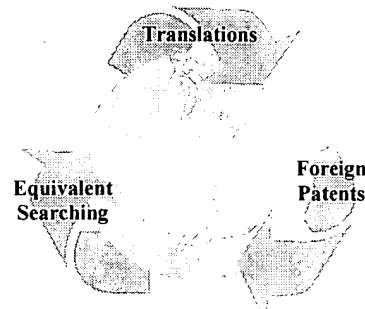 Translations
Foreign
Patents
Equivalent
Searching